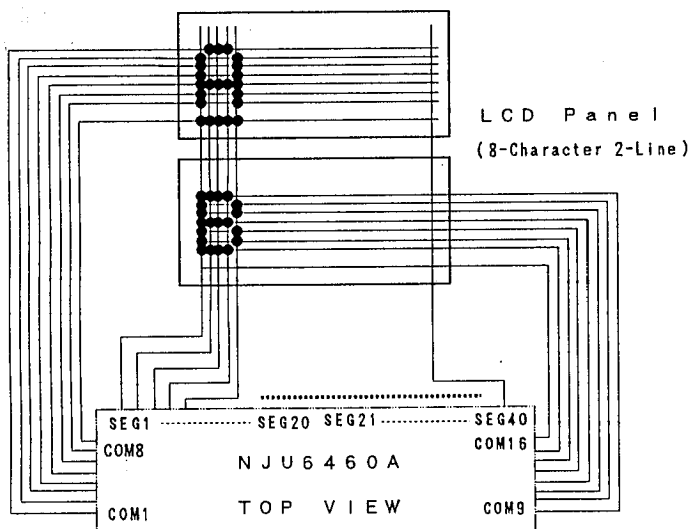 LCD Panel
(8-Character 2-Line)
SEG1 SEG20 SEG21 SEG40
COM8 COM16
NJU6460A
COM1 TOP VIEW COM9